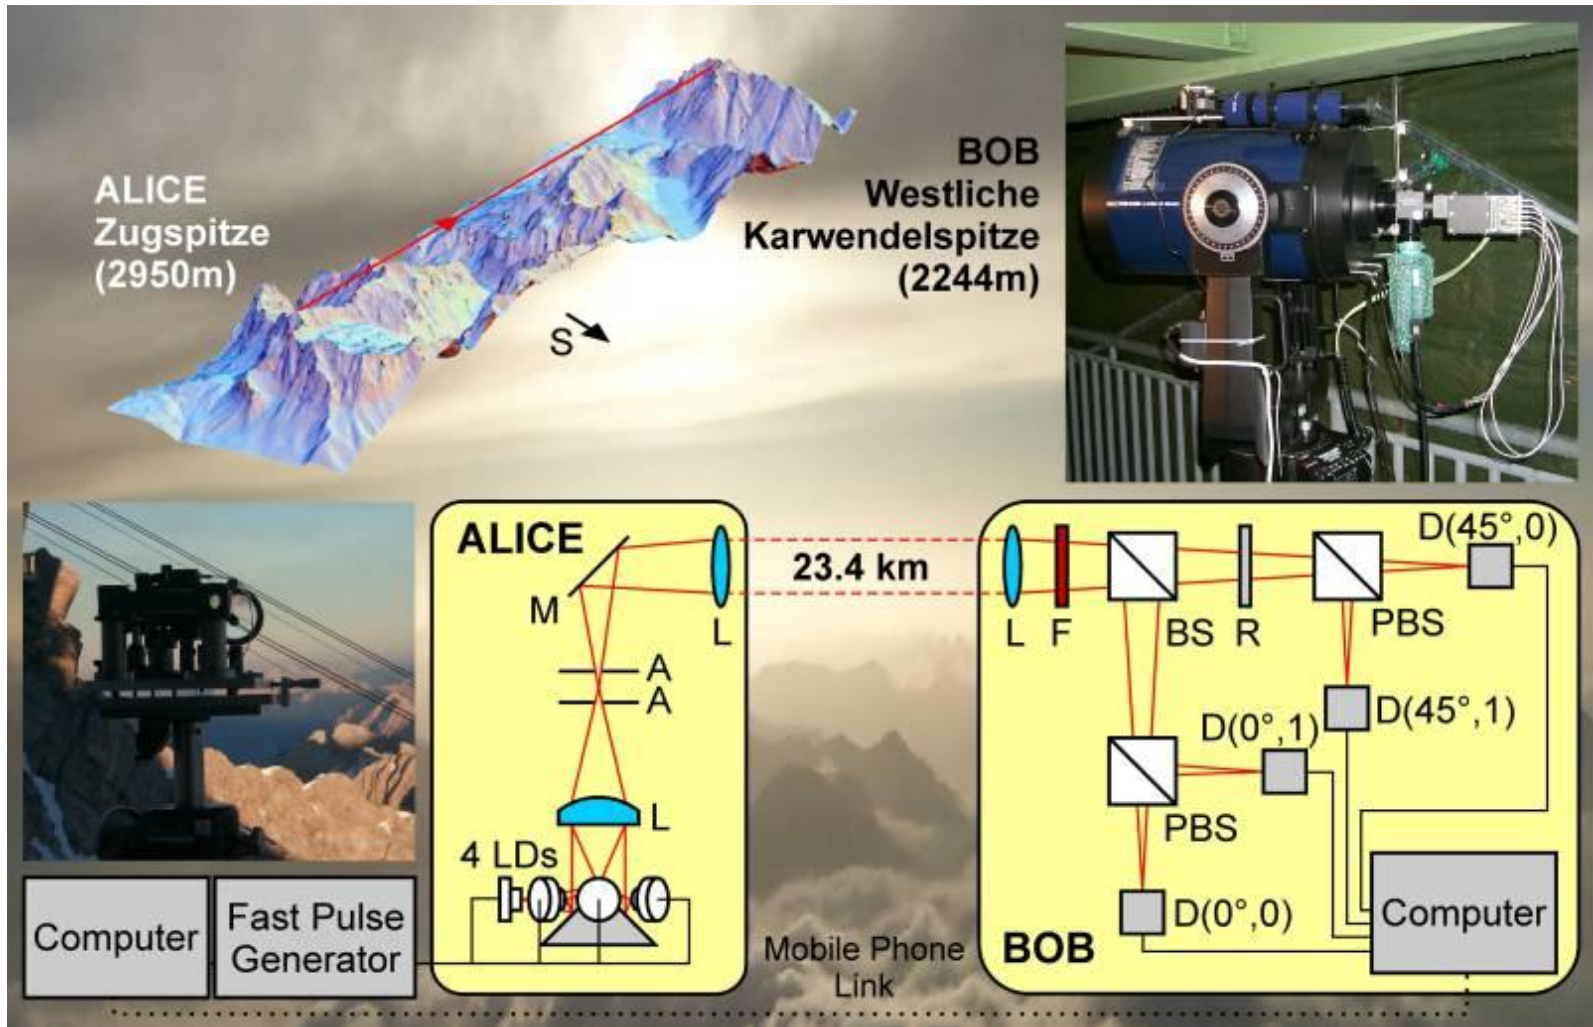 ALICE
Zugspitze
(2950m)
BOB
Westliche
Karwendelspitze
(2244m)
S
ALICE
M
L
A
A
L
4 LDs
23.4 km
Computer
Fast Pulse
Generator
Mobile Phone
Link
D(45°,0)
L
F
BS
R
PBS
D(45°,1)
D(0°,1)
PBS
D(0°,0)
BOB
Computer